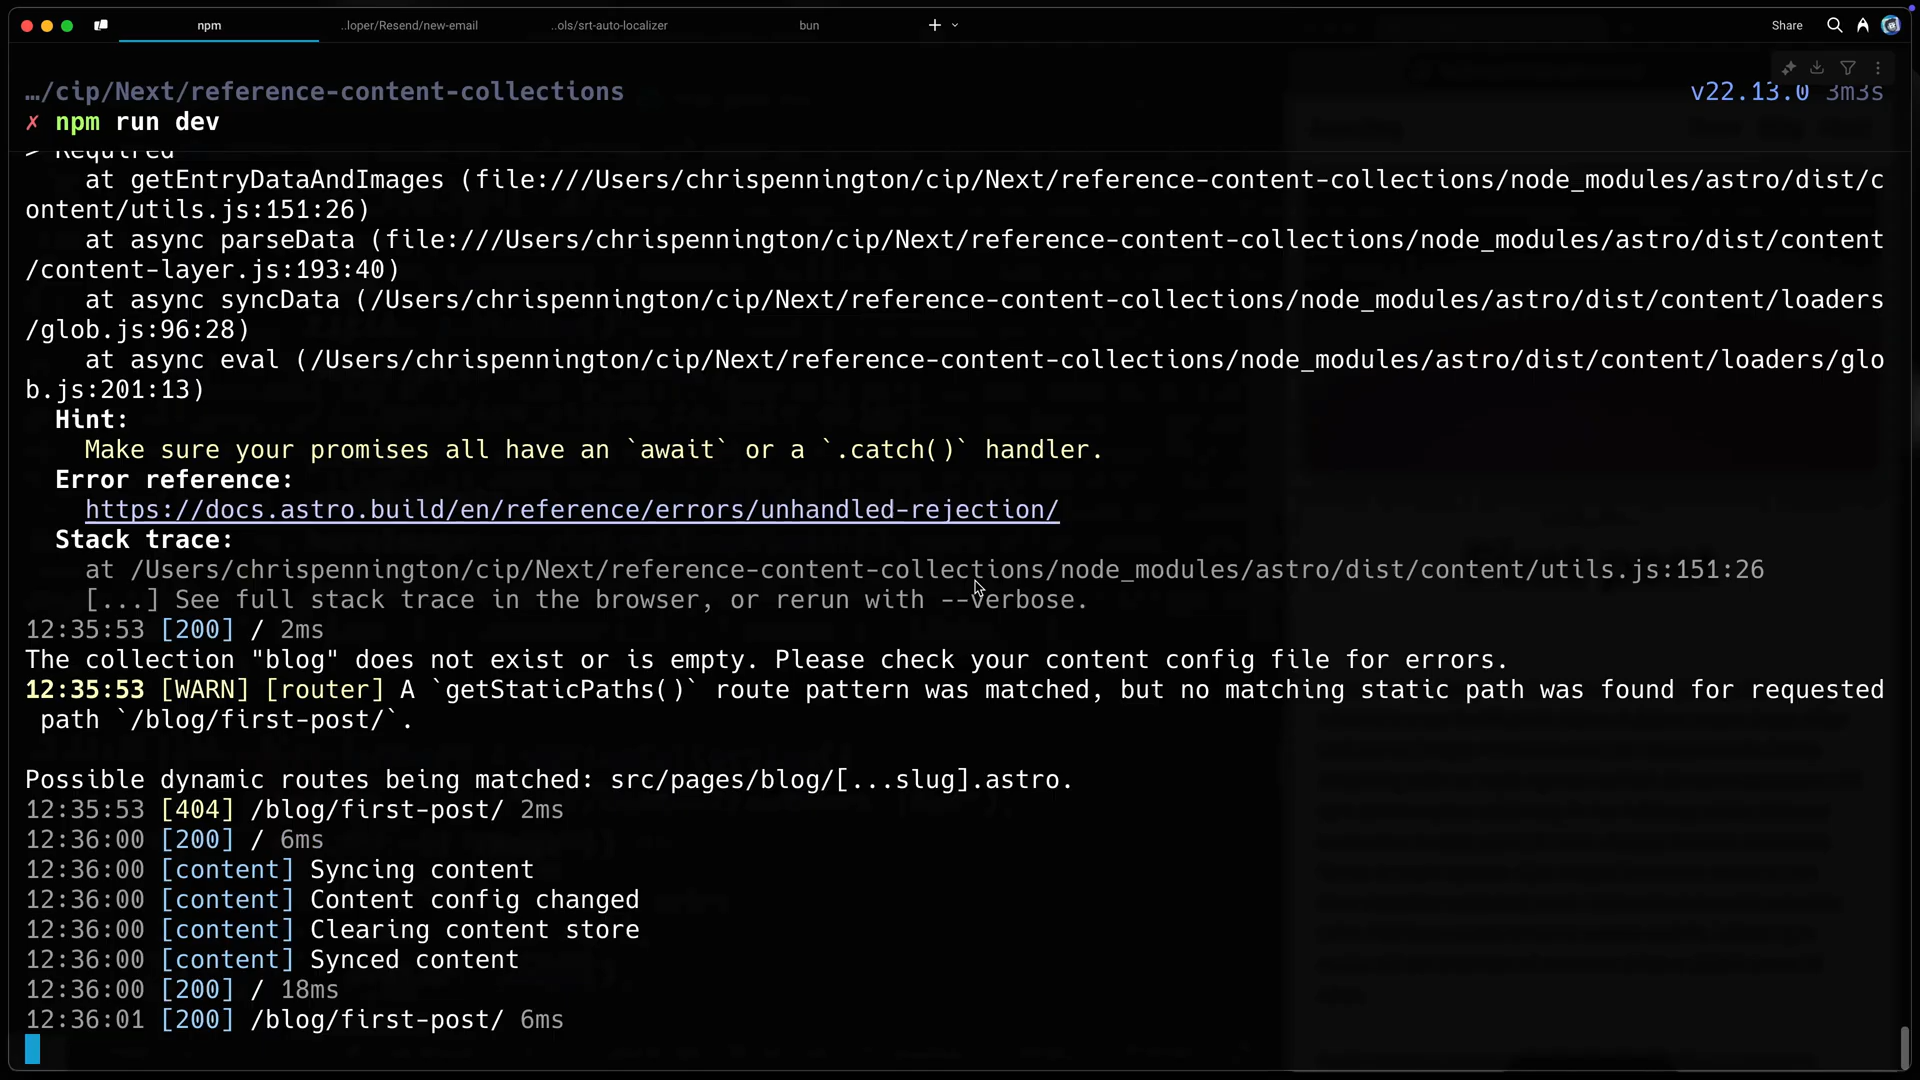 npm
..loper/Resend/new-email
..ols/srt-auto-localizer
bun
Share
…/cip/Next/reference-content-collections
v22.13.0 3m3s
✗ npm run dev
> Required
at getEntryDataAndImages (file:///Users/chrispennington/cip/Next/reference-content-collections/node_modules/astro/dist/c
ontent/utils.js:151:26)
at async parseData (file:///Users/chrispennington/cip/Next/reference-content-collections/node_modules/astro/dist/content
/content-layer.js:193:40)
at async syncData (/Users/chrispennington/cip/Next/reference-content-collections/node_modules/astro/dist/content/loaders
/glob.js:96:28)
at async eval (/Users/chrispennington/cip/Next/reference-content-collections/node_modules/astro/dist/content/loaders/glo
b.js:201:13)
Hint:
Make sure your promises all have an `await` or a `.catch()` handler.
Error reference:
https://docs.astro.build/en/reference/errors/unhandled-rejection/
Stack trace:
at /Users/chrispennington/cip/Next/reference-content-collections/node_modules/astro/dist/content/utils.js:151:26
[...] See full stack trace in the browser, or rerun with --verbose.
12:35:53 [200] / 2ms
The collection "blog" does not exist or is empty. Please check your content config file for errors.
12:35:53 [WARN] [router] A `getStaticPaths()` route pattern was matched, but no matching static path was found for requested
path `/blog/first-post/`.
Possible dynamic routes being matched: src/pages/blog/[...slug].astro.
12:35:53 [404] /blog/first-post/ 2ms
12:36:00 [200] / 6ms
12:36:00 [content] Syncing content
12:36:00 [content] Content config changed
12:36:00 [content] Clearing content store
12:36:00 [content] Synced content
12:36:00 [200] / 18ms
12:36:01 [200] /blog/first-post/ 6ms